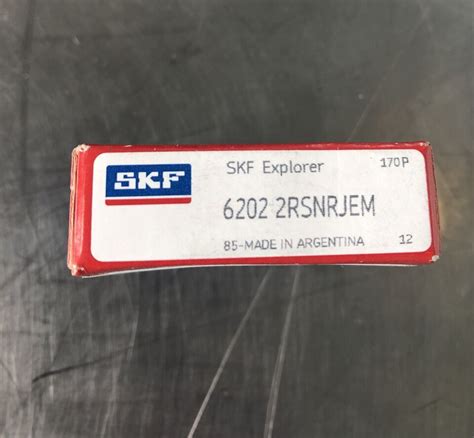 SKF
SKF Explorer 170P
6202 2RSNRJEM
85-MADE IN ARGENTINA 12